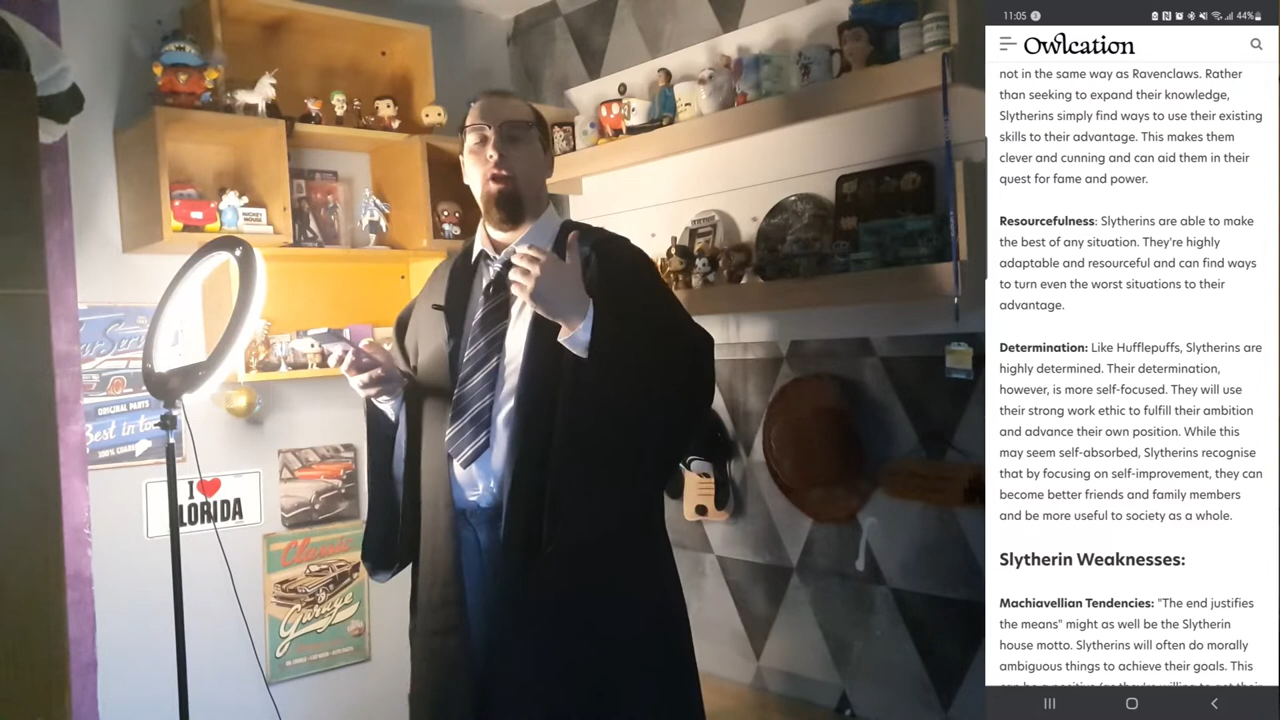 MICKEY
MOUSE
Car Service
ORIGINAL PARTS
Best in to
I LORIDA
Classic
Garage
11:05
44%
Owlcation
not in the same way as Ravenclaws. Rather
than seeking to expand their knowledge,
Slytherins simply find ways to use their existing
skills to their advantage. This makes them
clever and cunning and can aid them in their
quest for fame and power.
Resourcefulness: Slytherins are able to make
the best of any situation. They're highly
adaptable and resourceful and can find ways
to turn even the worst situations to their
advantage.
Determination: Like Hufflepuffs, Slytherins are
highly determined. Their determination,
however, is more self-focused. They will use
their strong work ethic to fulfill their ambition
and advance their own position. While this
may seem self-absorbed, Slytherins recognise
that by focusing on self-improvement, they can
become better friends and family members
and be more useful to society as a whole.
Slytherin Weaknesses:
Machiavellian Tendencies: "The end justifies
the means" might as well be the Slytherin
house motto. Slytherins will often do morally
ambiguous things to achieve their goals. This